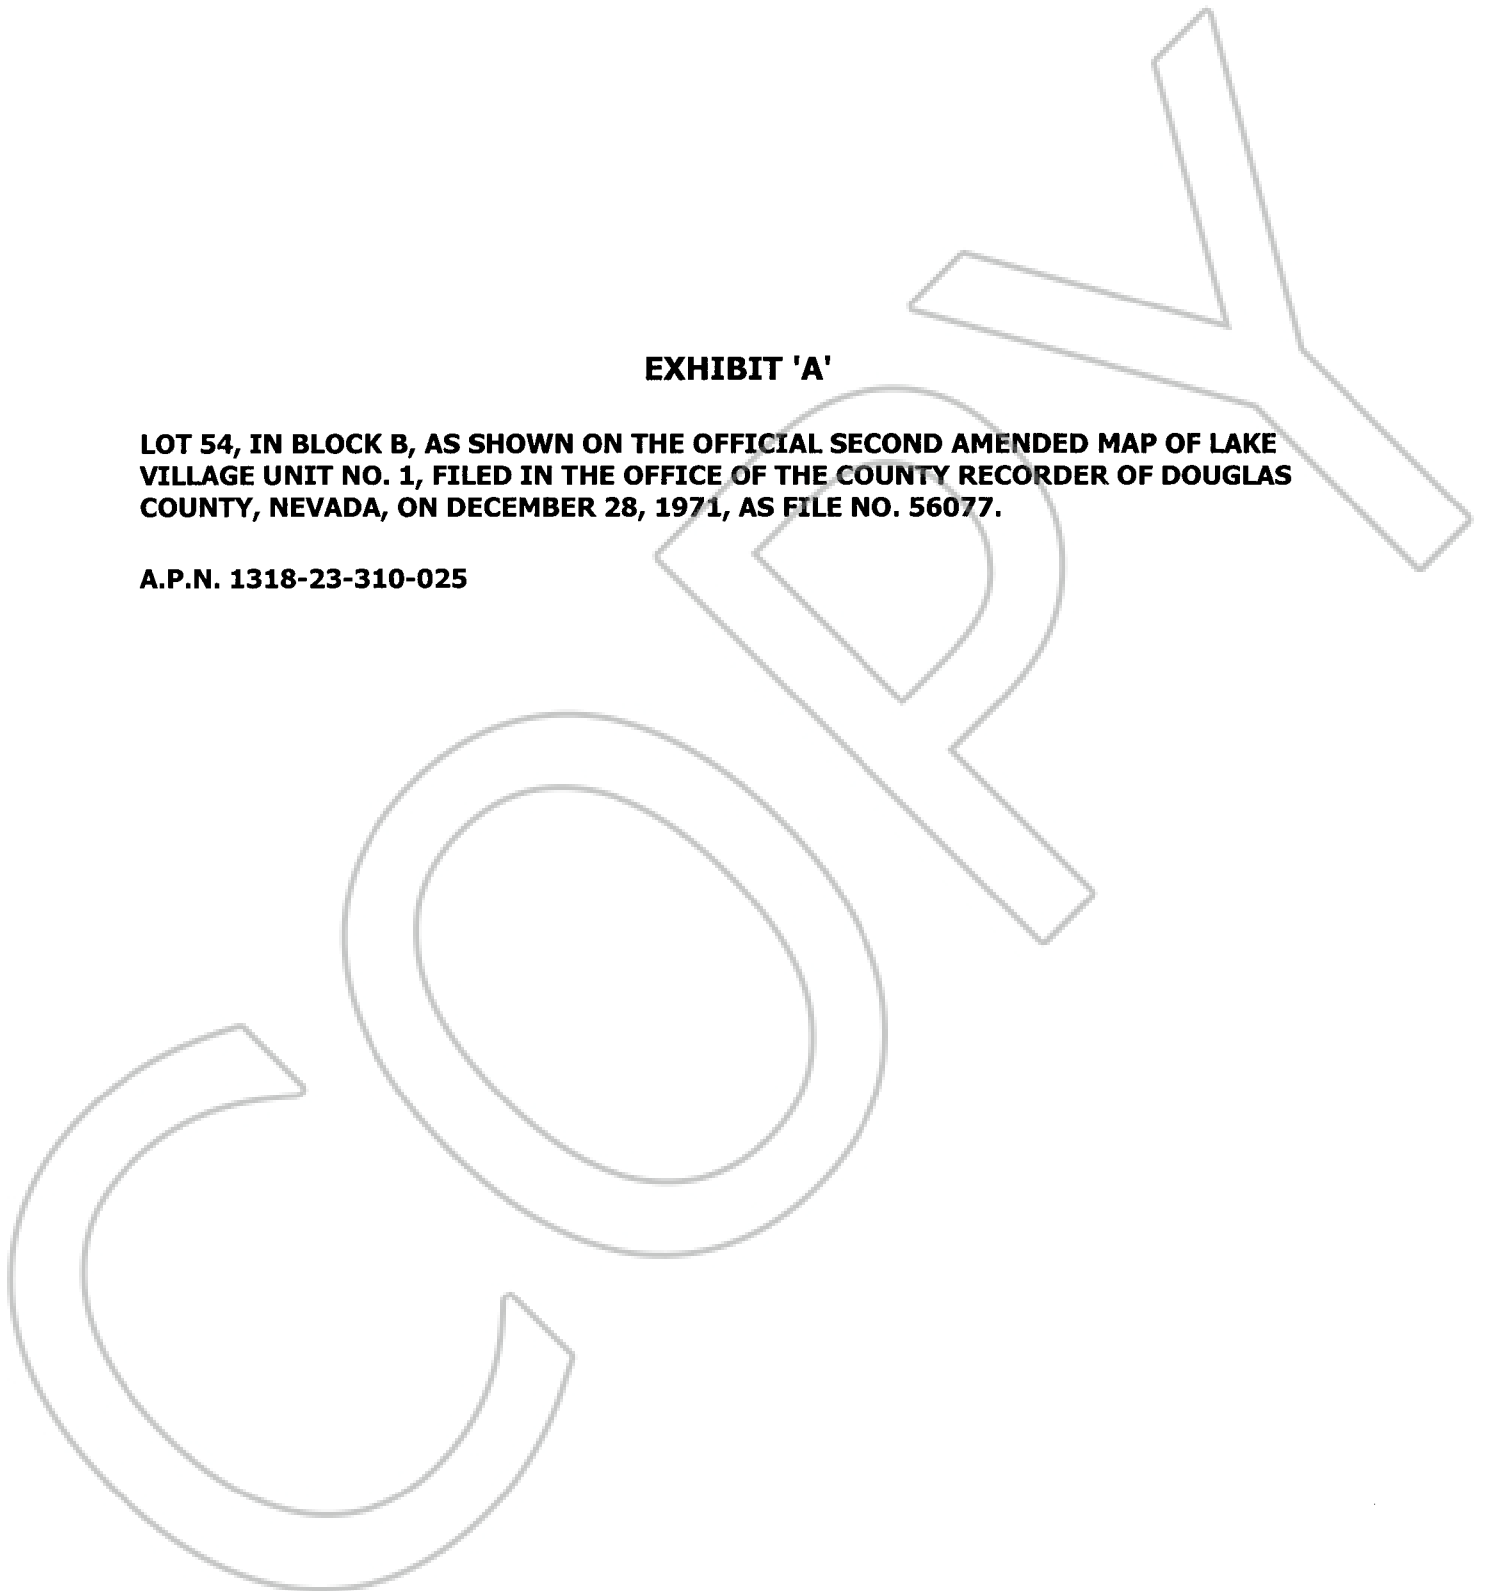 EXHIBIT 'A'
LOT 54, IN BLOCK B, AS SHOWN ON THE OFFICIAL SECOND AMENDED MAP OF LAKE
VILLAGE UNIT NO. 1, FILED IN THE OFFICE OF THE COUNTY RECORDER OF DOUGLAS
COUNTY, NEVADA, ON DECEMBER 28, 1971, AS FILE NO. 56077.
A.P.N. 1318-23-310-025
COPY